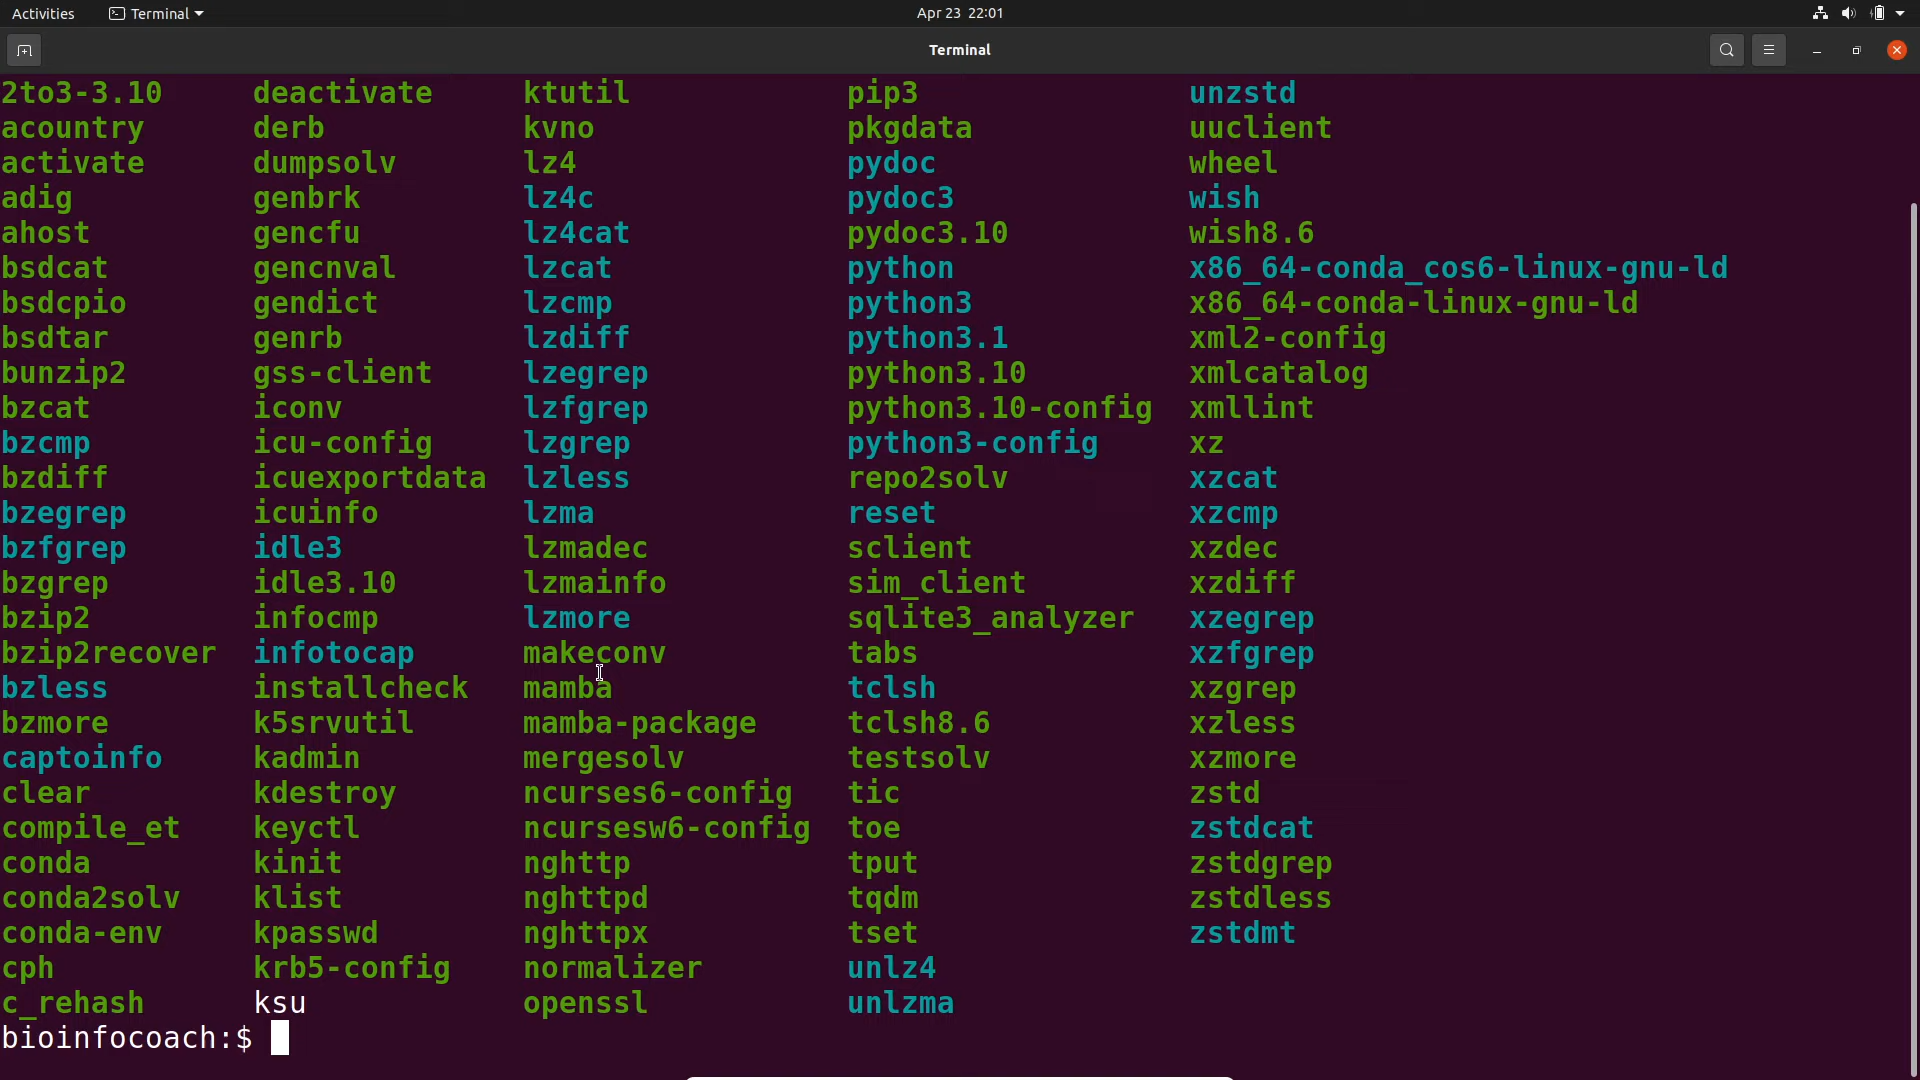 Activities Terminal Apr 23 22:01
Terminal
2to3-3.10 deactivate ktutil pip3 unzstd
acountry derb kvno pkgdata uuclient
activate dumpsolv lz4 pydoc wheel
adig genbrk lz4c pydoc3 wish
ahost gencfu lz4cat pydoc3.10 wish8.6
bsdcat gencnval lzcat python x86_64-conda_cos6-linux-gnu-ld
bsdcpio gendict lzcmp python3 x86_64-conda-linux-gnu-ld
bsdtar genrb lzdiff python3.1 xml2-config
bunzip2 gss-client lzegrep python3.10 xmlcatalog
bzcat iconv lzfgrep python3.10-config xmllint
bzcmp icu-config lzgrep python3-config xz
bzdiff icuexportdata lzless repo2solv xzcat
bzegrep icuinfo lzma reset xzcmp
bzfgrep idle3 lzmadec sclient xzdec
bzgrep idle3.10 lzmainfo sim_client xzdiff
bzip2 infocmp lzmore sqlite3_analyzer xzegrep
bzip2recover infotocap makeconv tabs xzfgrep
bzless installcheck mamba tclsh xzgrep
bzmore k5srvutil mamba-package tclsh8.6 xzless
captoinfo kadmin mergesolv testsolv xzmore
clear kdestroy ncurses6-config tic zstd
compile_et keyctl ncursesw6-config toe zstdcat
conda kinit nghttp tput zstdgrep
conda2solv klist nghttpd tqdm zstdless
conda-env kpasswd nghttpx tset zstdmt
cph krb5-config normalizer unlz4
c_rehash ksu openssl unlzma
bioinfocoach:$